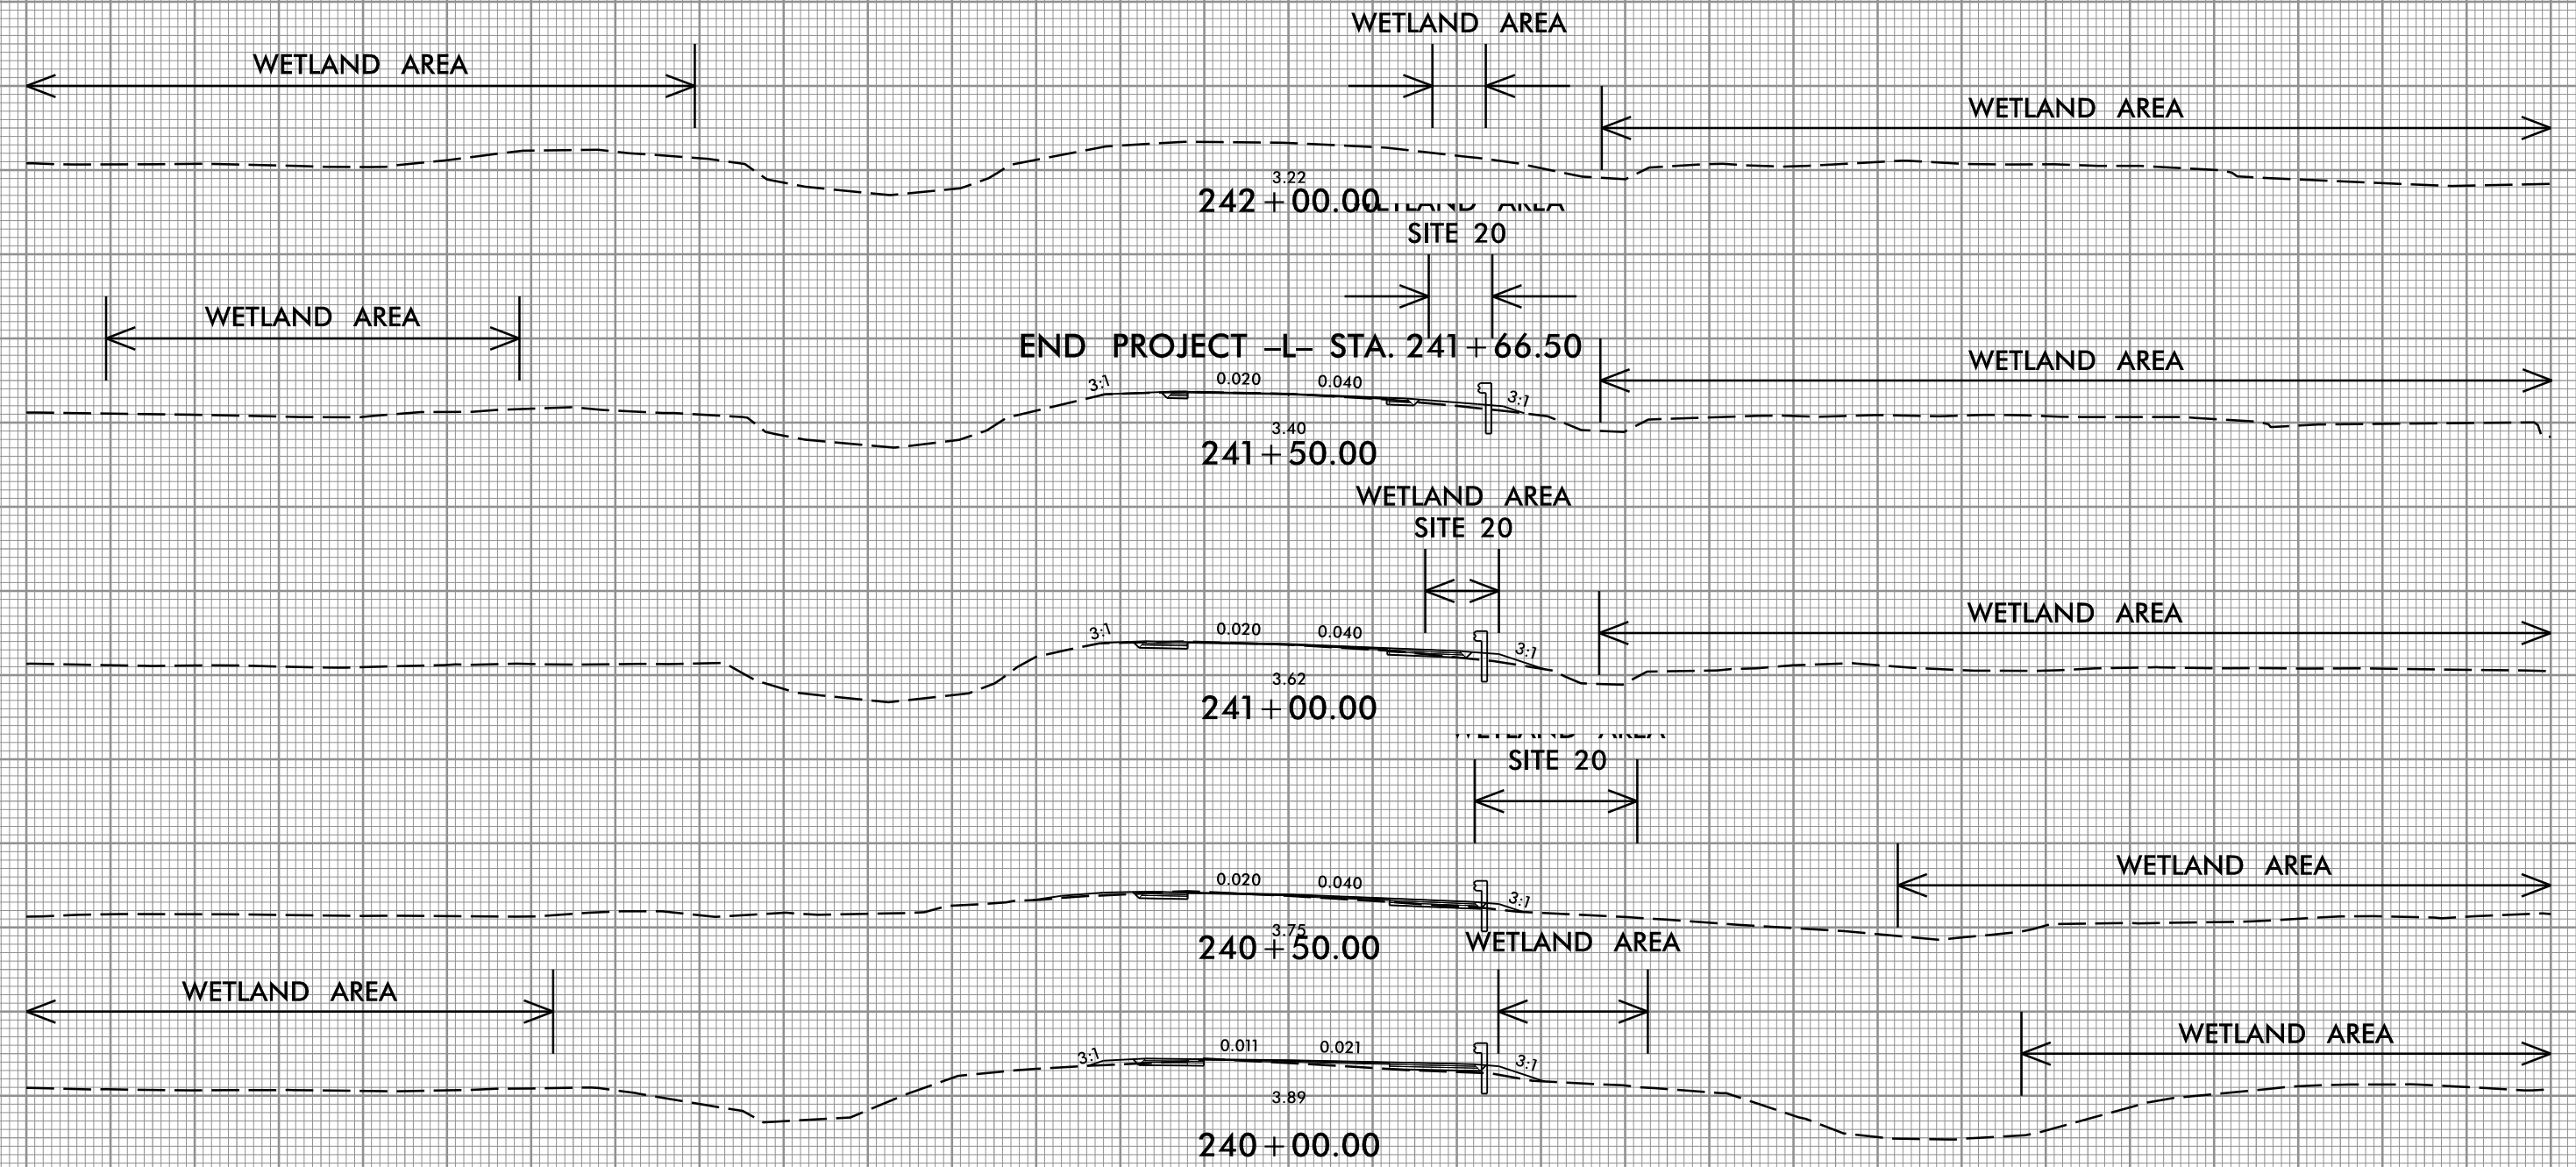 WETLAND AREA
WETLAND AREA
WETLAND AREA
3.22
242+00.00
WETLAND AREA
SITE 20
WETLAND AREA
END PROJECT –L– STA. 241+66.50
WETLAND AREA
3:1
0.020
0.040
3:1
3.40
241+50.00
WETLAND AREA
SITE 20
WETLAND AREA
3:1
0.020
0.040
3:1
3.62
241+00.00
WETLAND AREA
SITE 20
WETLAND AREA
0.020
0.040
3:1
3.75
240+50.00
WETLAND AREA
WETLAND AREA
WETLAND AREA
3:1
0.011
0.021
3:1
3.89
240+00.00